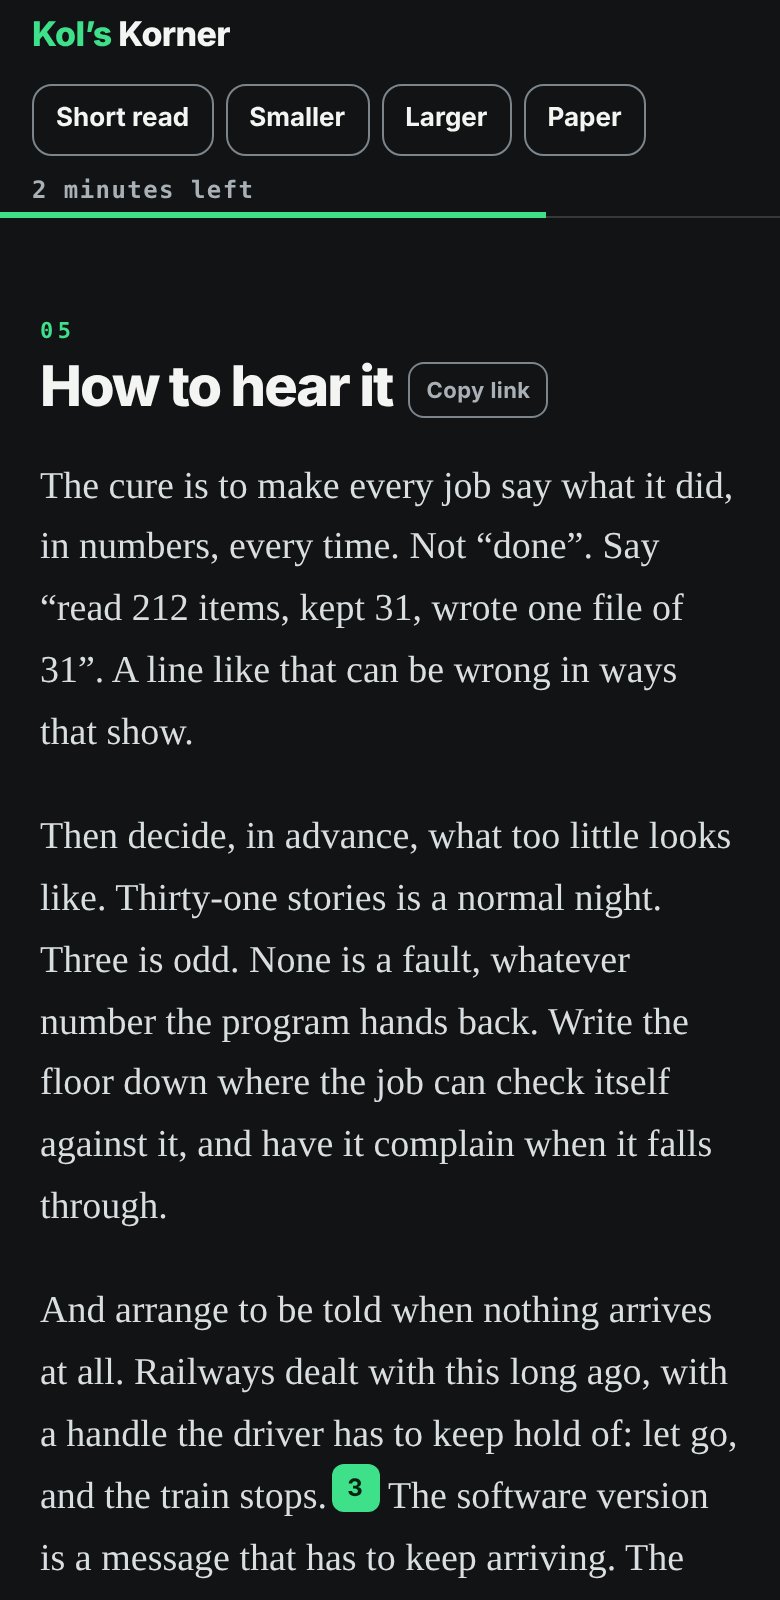 Kol’s Korner
Short read Smaller Larger Paper
2 minutes left
05
How to hear it Copy link
The cure is to make every job say what it did,
in numbers, every time. Not “done”. Say
“read 212 items, kept 31, wrote one file of
31”. A line like that can be wrong in ways
that show.
Then decide, in advance, what too little looks
like. Thirty-one stories is a normal night.
Three is odd. None is a fault, whatever
number the program hands back. Write the
floor down where the job can check itself
against it, and have it complain when it falls
through.
And arrange to be told when nothing arrives
at all. Railways dealt with this long ago, with
a handle the driver has to keep hold of: let go,
and the train stops. 3 The software version
is a message that has to keep arriving. The